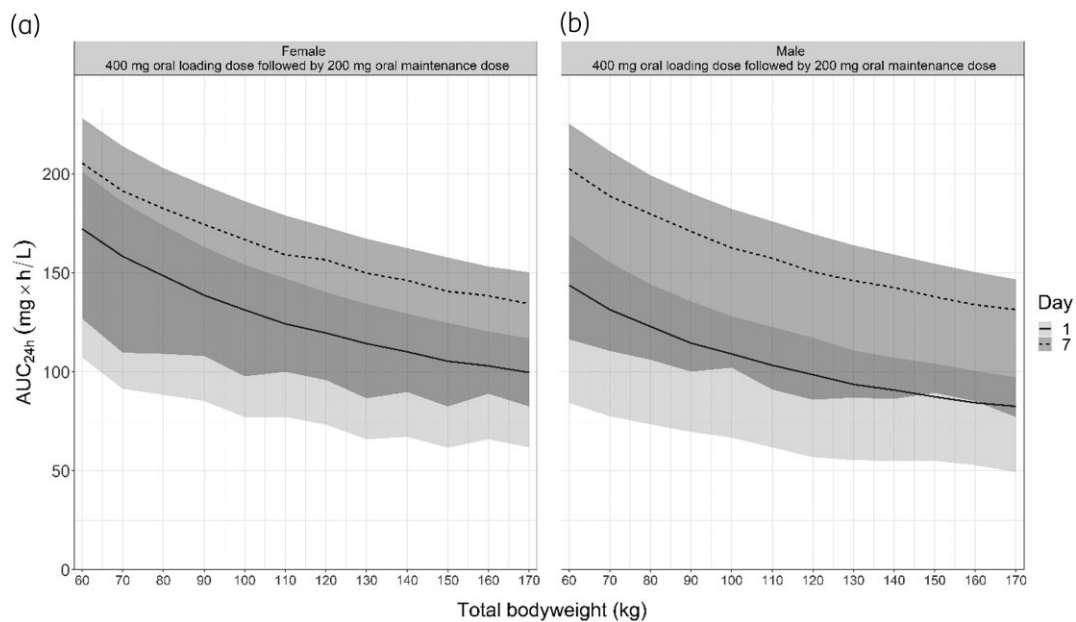 (a)
(b)
Female
400 mg oral loading dose followed by 200 mg oral maintenance dose
Male
400 mg oral loading dose followed by 200 mg oral maintenance dose
AUC24h (mg × h/L)
200
150
100
50
0
60 70 80 90 100 110 120 130 140 150 160 170
60 70 80 90 100 110 120 130 140 150 160 170
Total bodyweight (kg)
Day
1
7